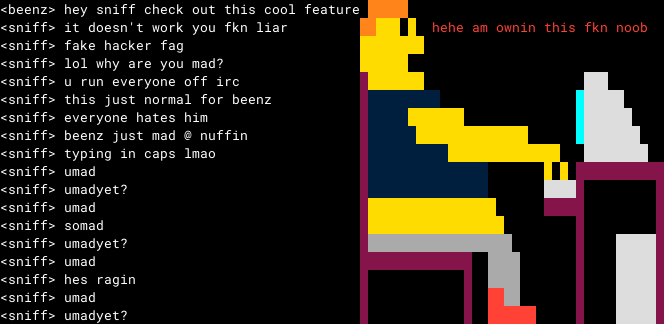 <beenz> hey sniff check out this cool feature
<sniff> it doesn't work you fkn liar
hehe am ownin this fkn noob
<sniff> fake hacker fag
<sniff> lol why are you mad?
<sniff> u run everyone off irc
<sniff> this just normal for beenz
<sniff> everyone hates him
<sniff> beenz just mad @ nuffin
<sniff> typing in caps lmao
<sniff> umad
<sniff> umadyet?
<sniff> umad
<sniff> somad
<sniff> umadyet?
<sniff> umad
<sniff> hes ragin
<sniff> umad
<sniff> umadyet?